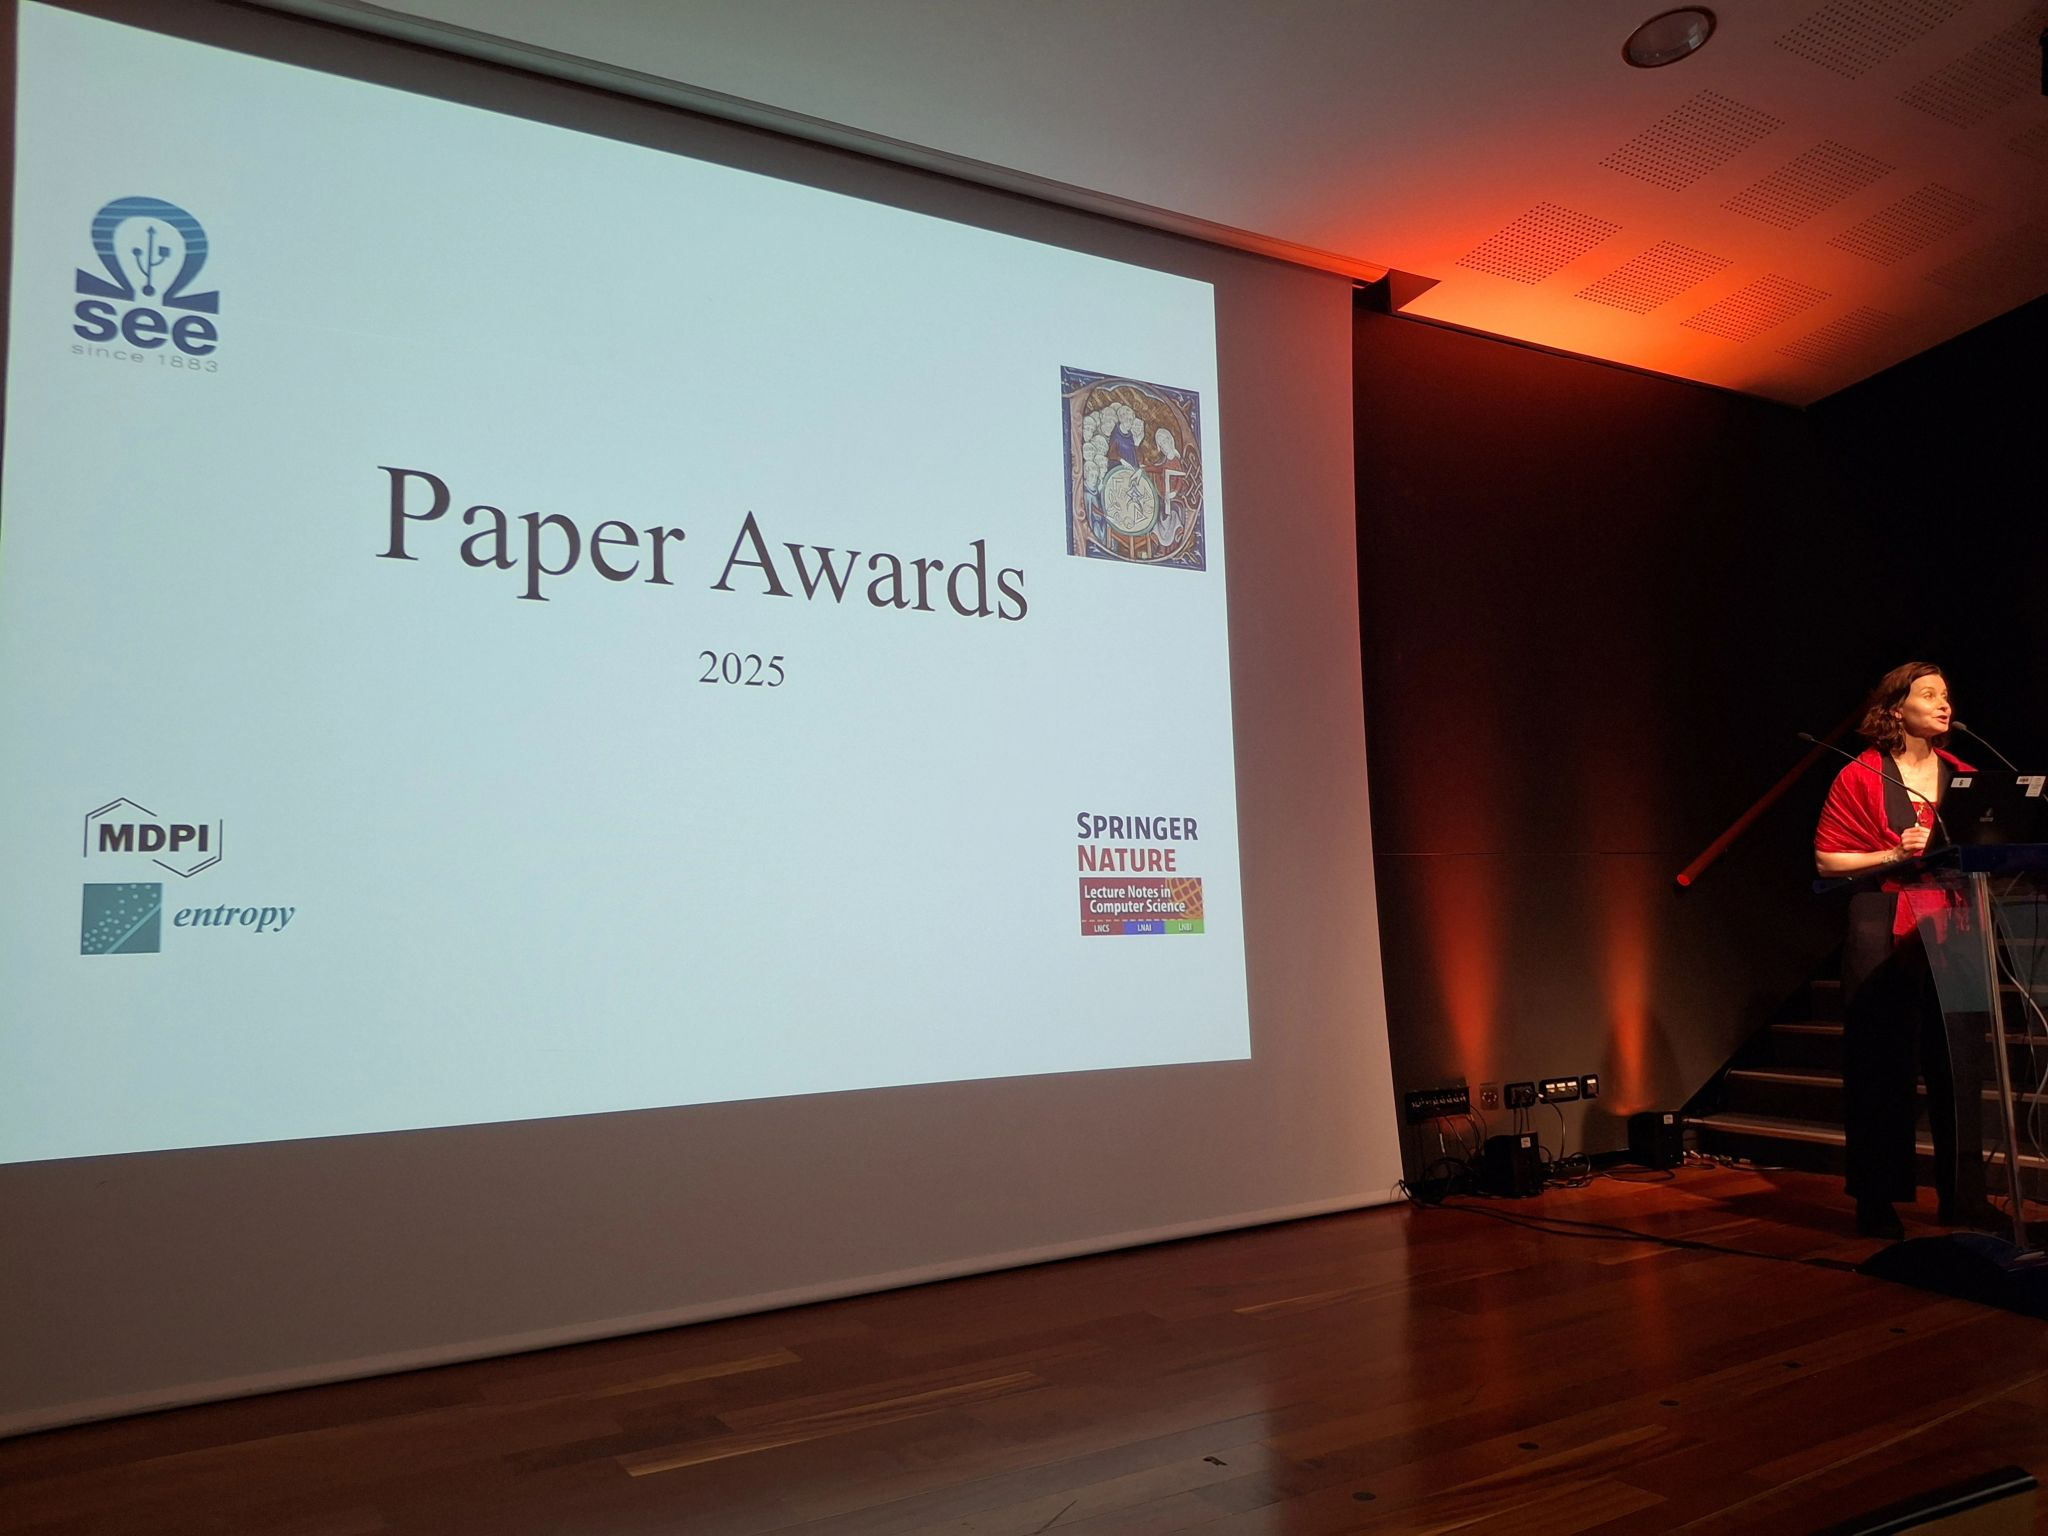 see
since 1883
Paper Awards
2025
MDPI
entropy
SPRINGER
NATURE
Lecture Notes in
Computer Science
LNCS LNAI LNBI